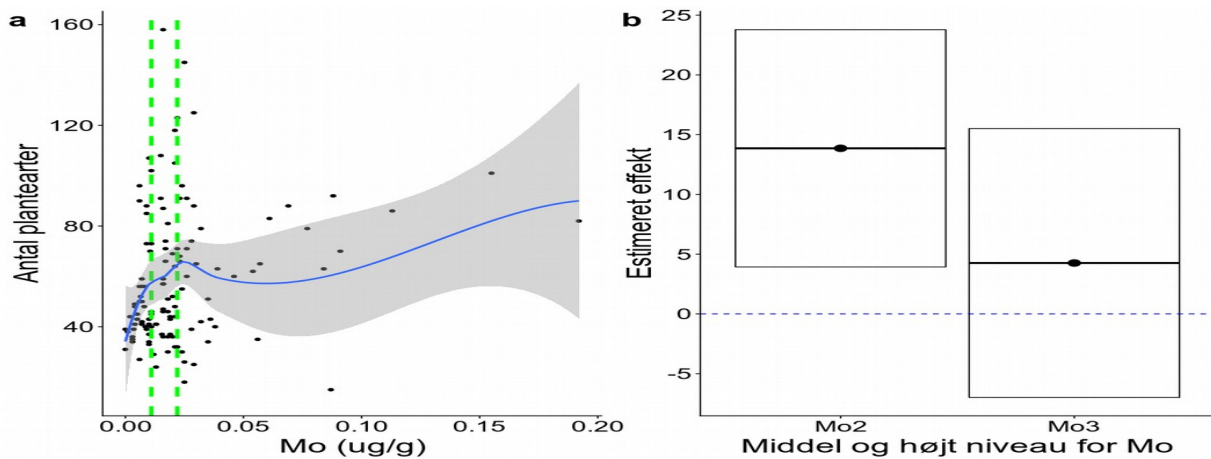 a
160
120
80
40
Antal plantearter
0.00
0.05
0.10
0.15
0.20
Mo (ug/g)
b
25
20
15
10
5
0
-5
Estimeret effekt
Mo2
Mo3
Middel og højt niveau for Mo